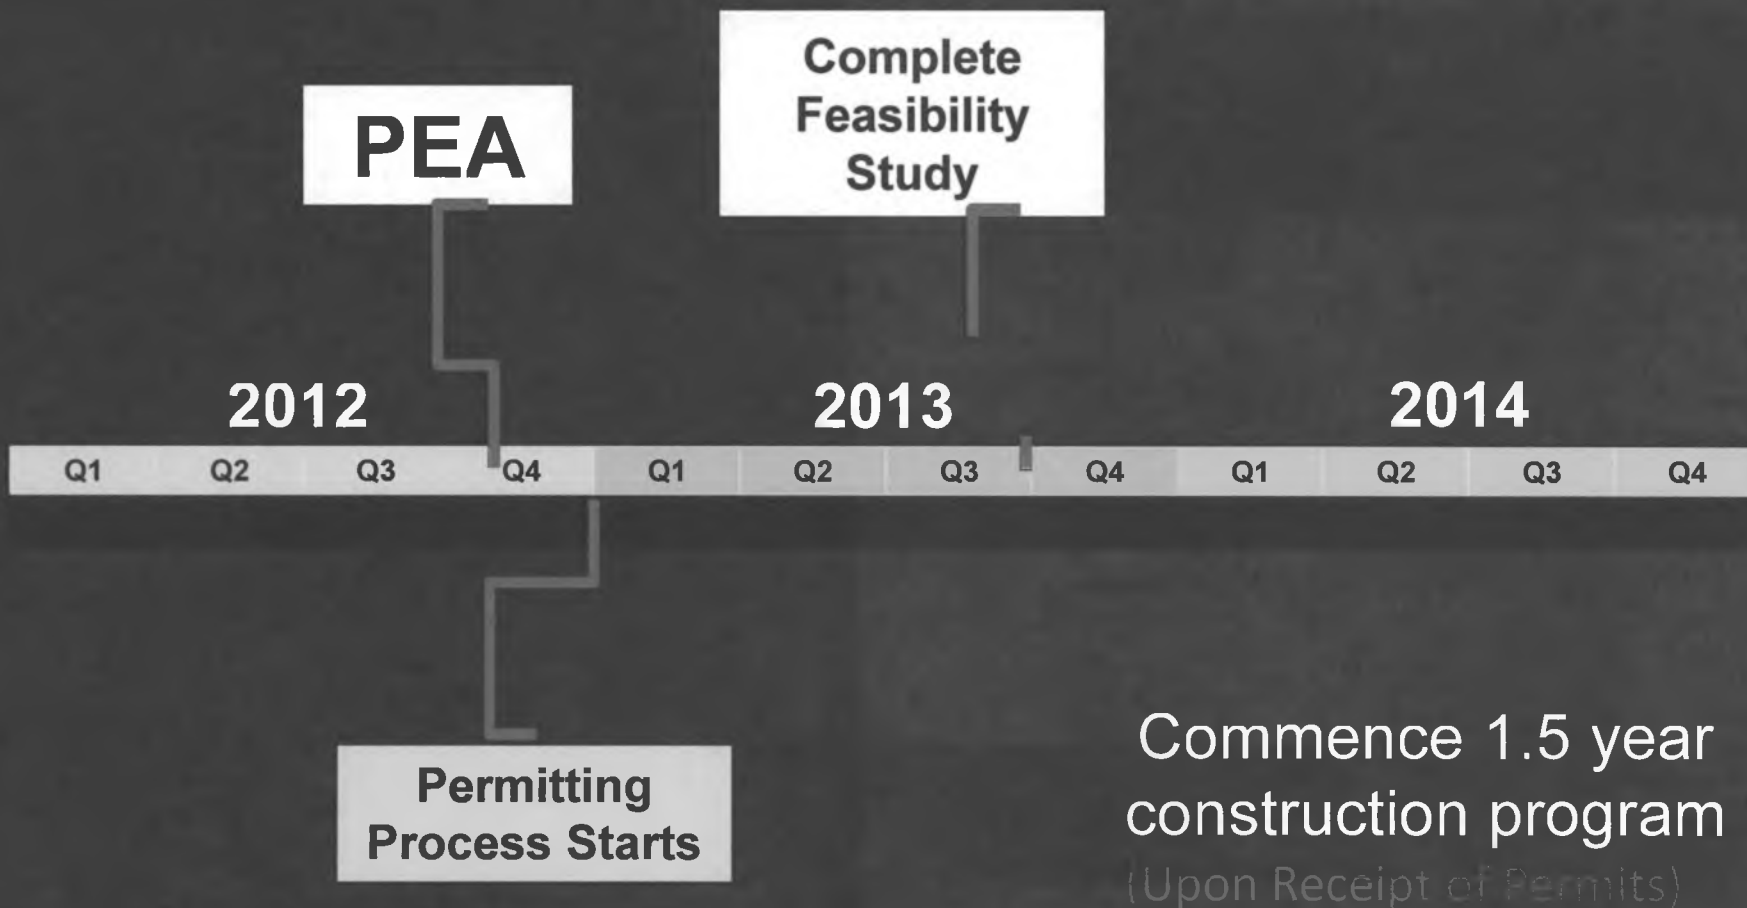 PEA
Complete
Feasibility
Study
2012
2013
2014
Q1 Q2 Q3 Q4 Q1 Q2 Q3 Q4 Q1 Q2 Q3 Q4
Permitting
Process Starts
Commence 1.5 year
construction program
(Upon Receipt of Permits)